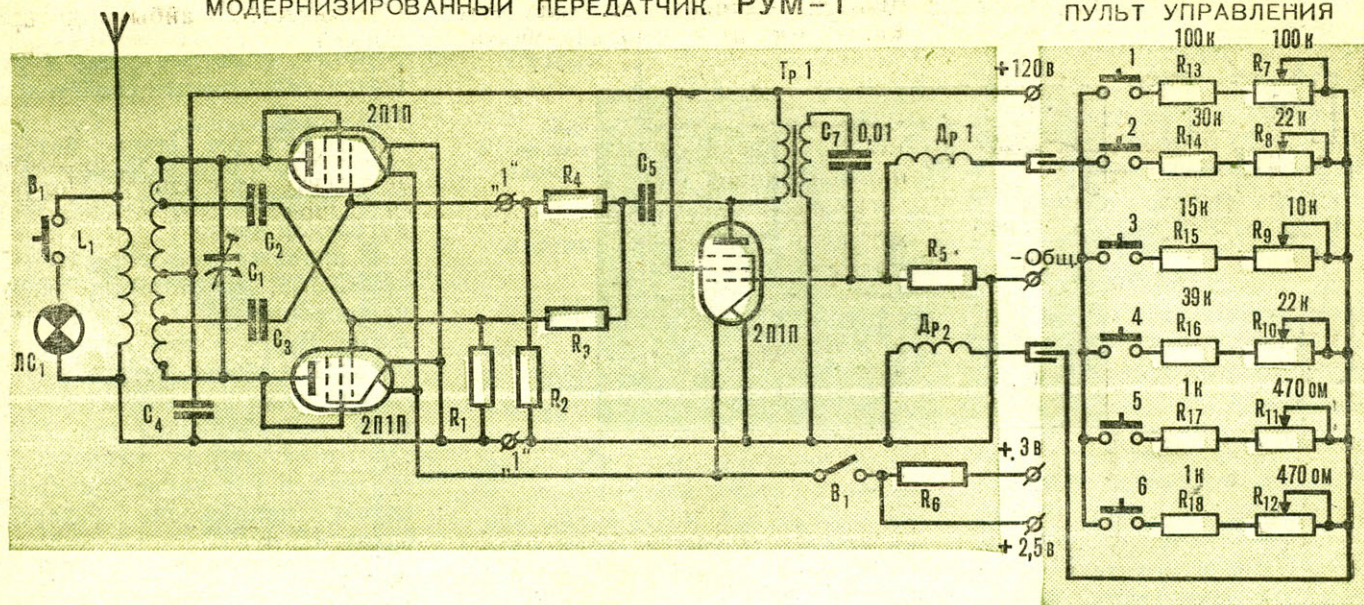 МОДЕРНИЗИРОВАННЫЙ ПЕРЕДАТЧИК РУМ-1
ПУЛЬТ УПРАВЛЕНИЯ
Тр 1
+120 в
1
100 к
R13
100 к
R7
2П1П
C7
0,01
Др 1
2
30 к
R14
22 к
R8
B1
L1
C2
C1
C3
„1“
R4
C5
3
15 к
R15
10 к
R9
R5
-Общ.
ЛС1
R3
2П1П
Др2
4
39 к
R16
22 к
R10
C4
2П1П
R1
R2
„1“
5
1 к
R17
470 ом
R11
+ 3 в
B1
R6
6
1 к
R18
470 ом
R12
+ 2,5 в